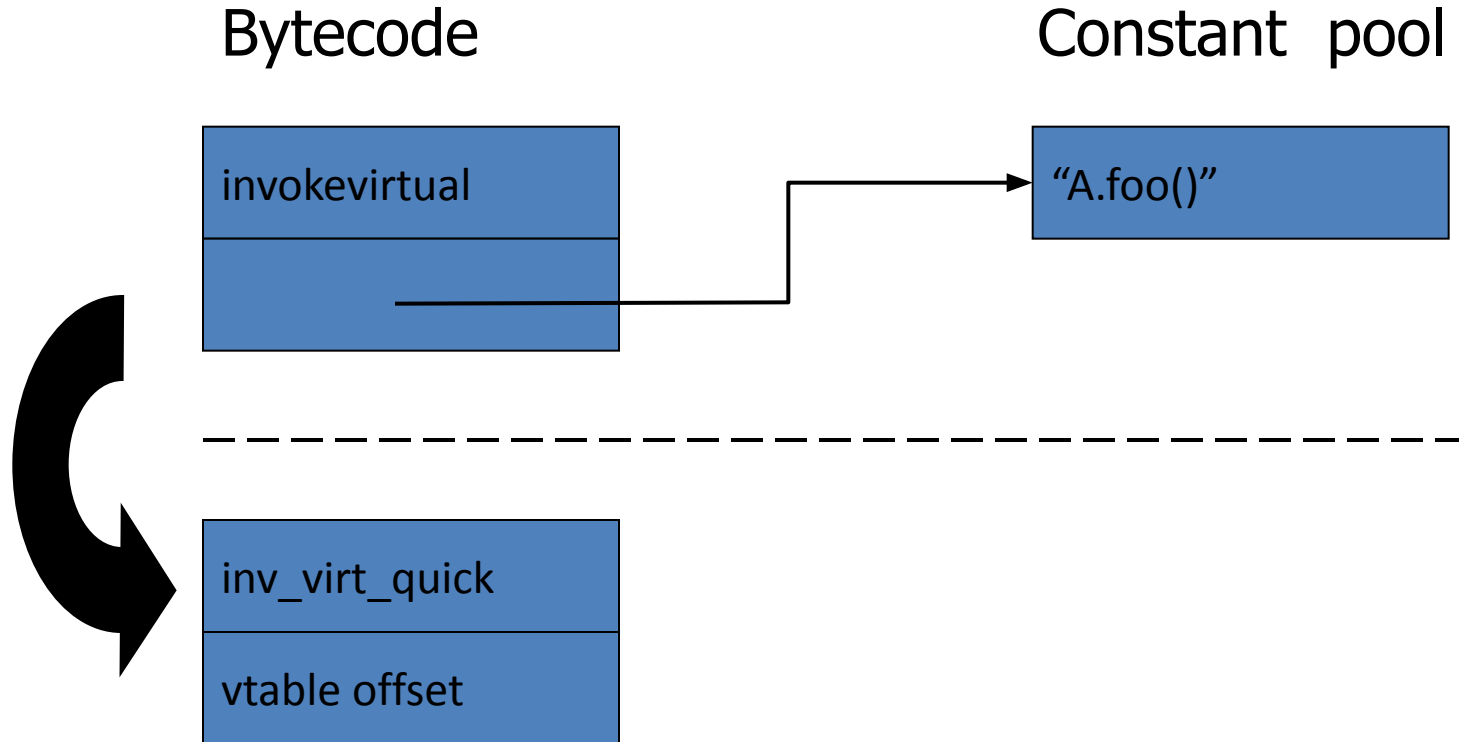 Bytecode
Constant pool
invokevirtual
“A.foo()”
inv_virt_quick
vtable offset